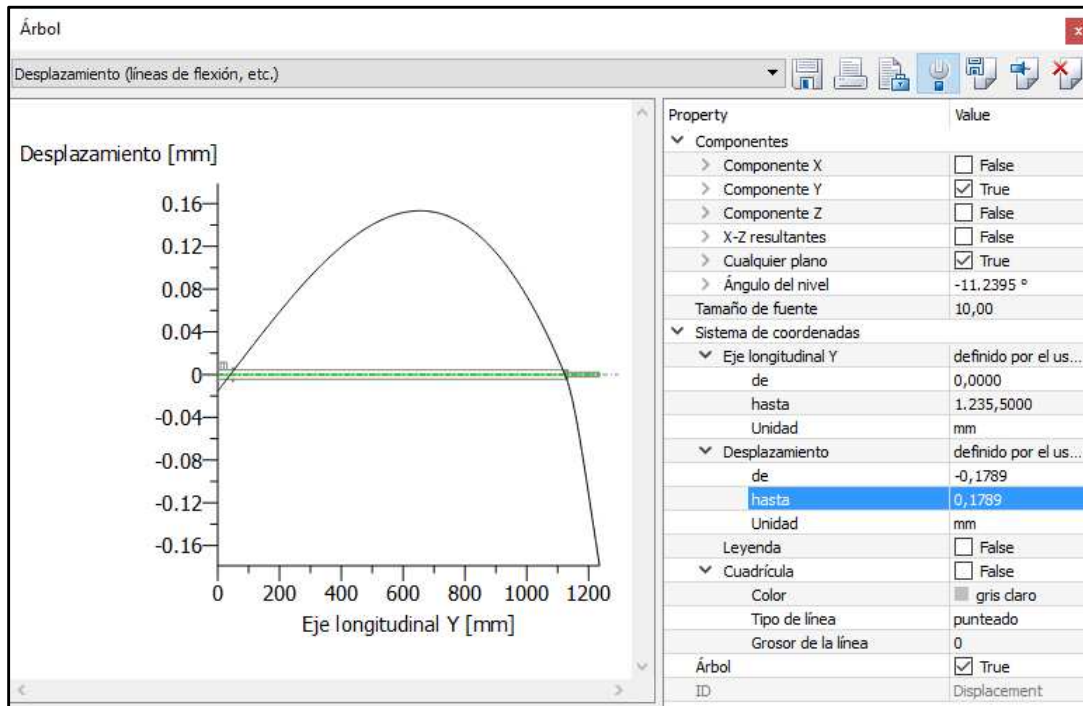 Árbol
x
Desplazamiento (líneas de flexión, etc.)
Desplazamiento [mm]
0.16
0.12
0.08
0.04
0
-0.04
-0.08
-0.12
-0.16
0 200 400 600 800 1000 1200
Eje longitudinal Y [mm]
Property Value
Componentes
Componente X False
Componente Y True
Componente Z False
X-Z resultantes False
Cualquier plano True
Ángulo del nivel -11.2395 °
Tamaño de fuente 10,00
Sistema de coordenadas
Eje longitudinal Y definido por el us...
de 0,0000
hasta 1.235,5000
Unidad mm
Desplazamiento definido por el us...
de -0,1789
hasta 0,1789
Unidad mm
Leyenda False
Cuadrícula False
Color gris claro
Tipo de línea punteado
Grosor de la línea 0
Árbol True
ID Displacement